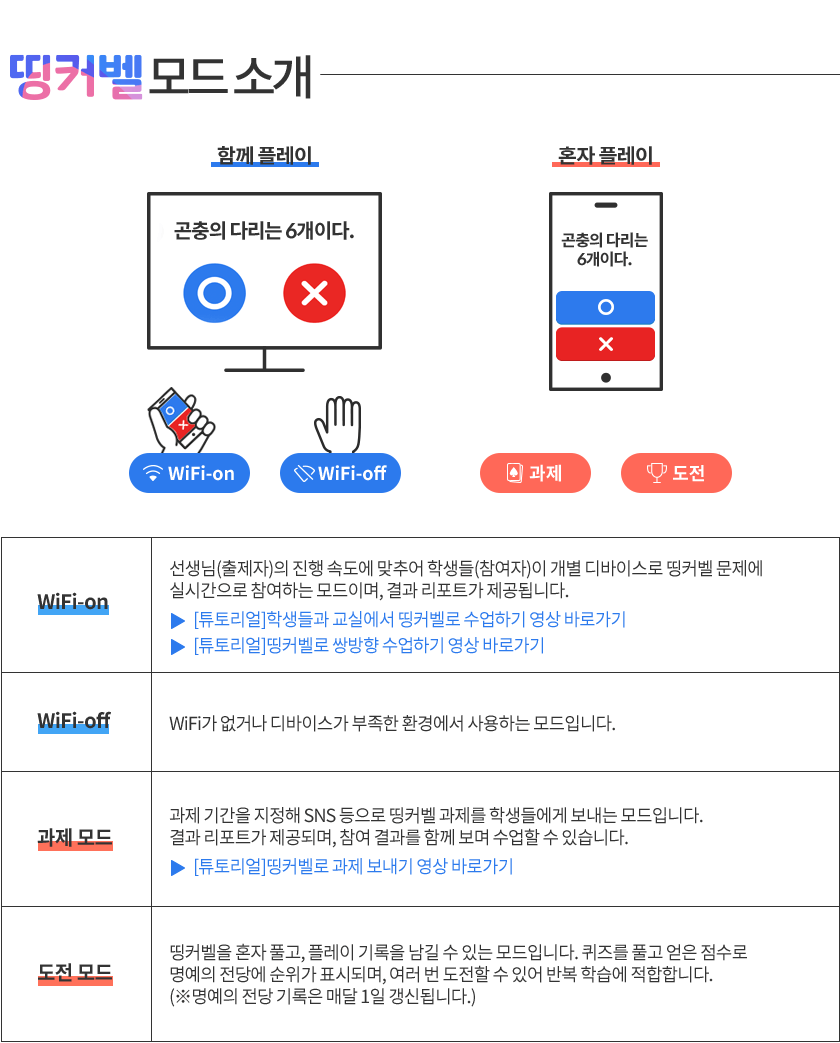 띵커벨 모드 소개
함께 플레이
혼자 플레이
곤충의 다리는 6개이다.
곤충의 다리는
6개이다.
WiFi-on
WiFi-off
과제
도전
WiFi-on
선생님(출제자)의 진행 속도에 맞추어 학생들(참여자)이 개별 디바이스로 띵커벨 문제에
실시간으로 참여하는 모드이며, 결과 리포트가 제공됩니다.
▶ [튜토리얼]학생들과 교실에서 띵커벨로 수업하기 영상 바로가기
▶ [튜토리얼]띵커벨로 쌍방향 수업하기 영상 바로가기
WiFi-off
WiFi가 없거나 디바이스가 부족한 환경에서 사용하는 모드입니다.
과제 모드
과제 기간을 지정해 SNS 등으로 띵커벨 과제를 학생들에게 보내는 모드입니다.
결과 리포트가 제공되며, 참여 결과를 함께 보며 수업할 수 있습니다.
▶ [튜토리얼]띵커벨로 과제 보내기 영상 바로가기
도전 모드
띵커벨을 혼자 풀고, 플레이 기록을 남길 수 있는 모드입니다. 퀴즈를 풀고 얻은 점수로
명예의 전당에 순위가 표시되며, 여러 번 도전할 수 있어 반복 학습에 적합합니다.
(※명예의 전당 기록은 매달 1일 갱신됩니다.)